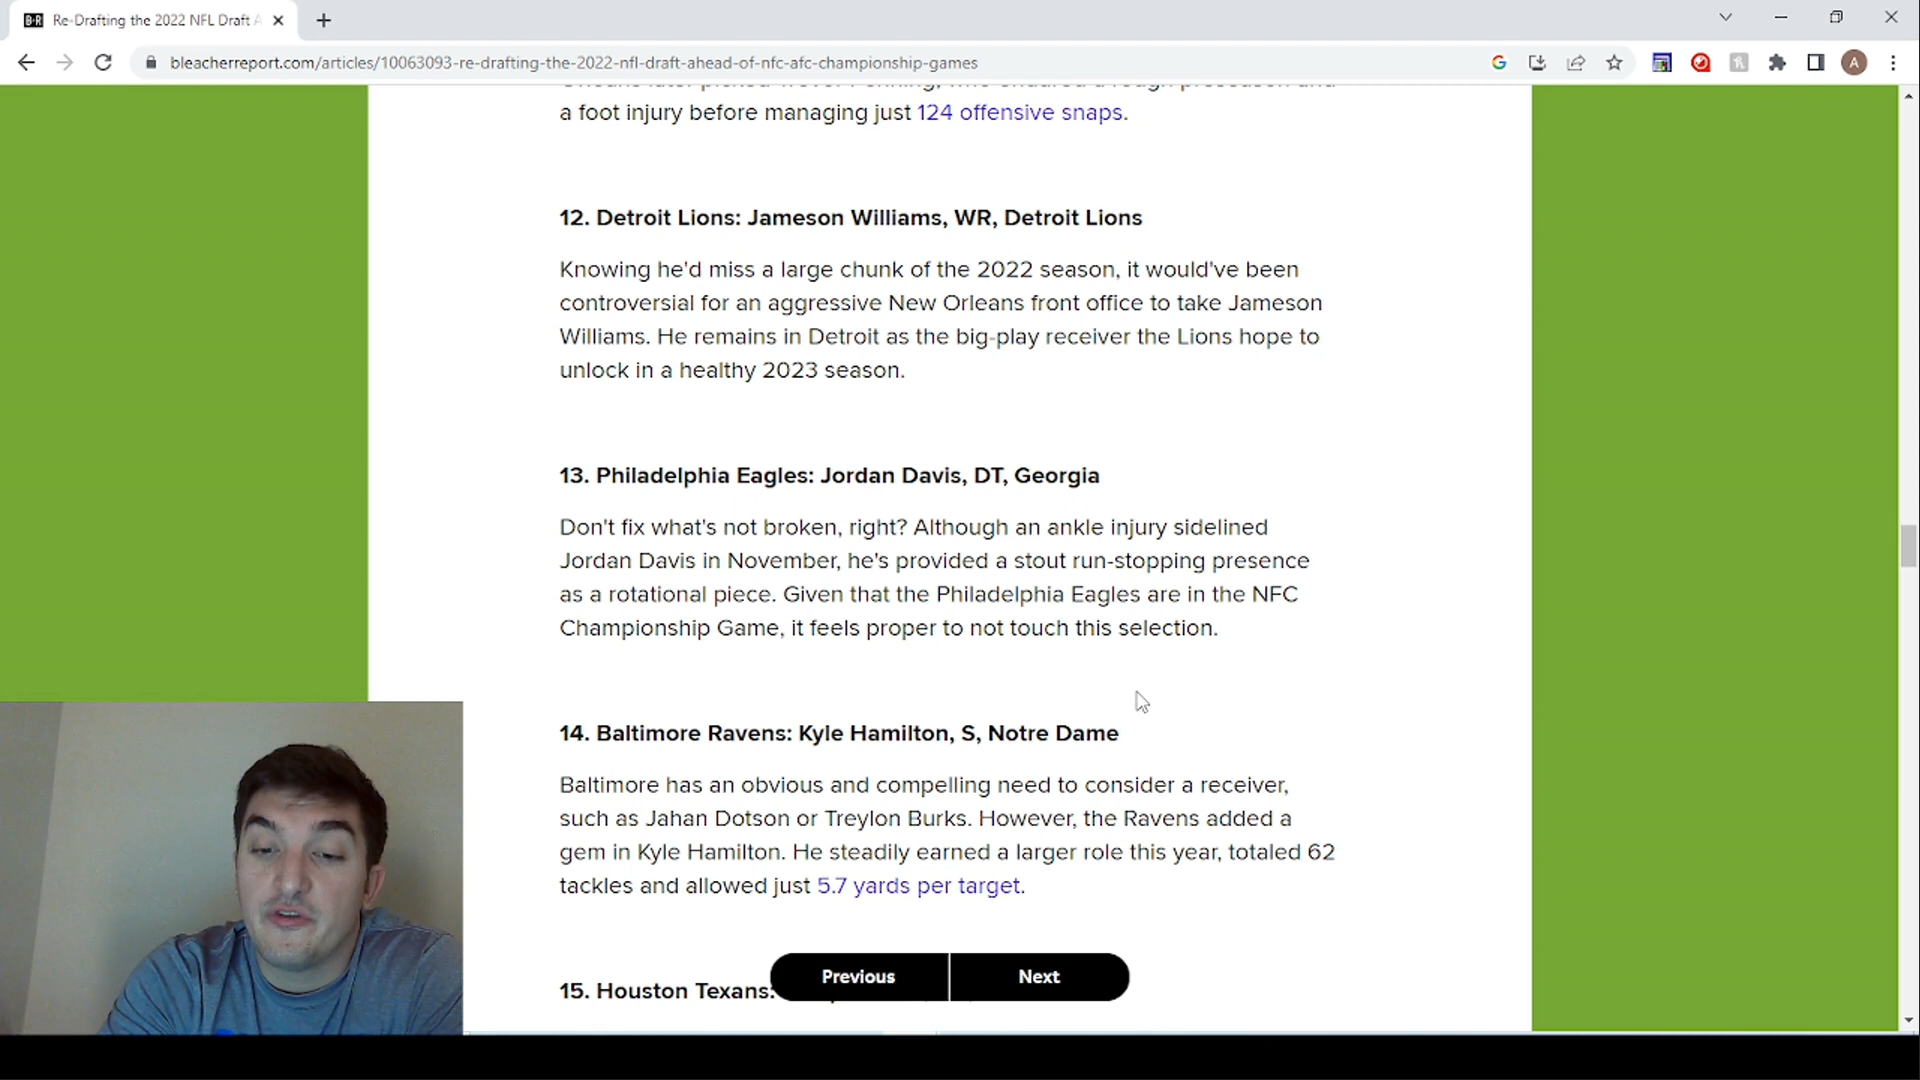 B·R Re-Drafting the 2022 NFL Draft A
bleacherreport.com/articles/10063093-re-drafting-the-2022-nfl-draft-ahead-of-nfc-afc-championship-games
G
A
a foot injury before managing just 124 offensive snaps.
12. Detroit Lions: Jameson Williams, WR, Detroit Lions
Knowing he'd miss a large chunk of the 2022 season, it would've been
controversial for an aggressive New Orleans front office to take Jameson
Williams. He remains in Detroit as the big-play receiver the Lions hope to
unlock in a healthy 2023 season.
13. Philadelphia Eagles: Jordan Davis, DT, Georgia
Don't fix what's not broken, right? Although an ankle injury sidelined
Jordan Davis in November, he's provided a stout run-stopping presence
as a rotational piece. Given that the Philadelphia Eagles are in the NFC
Championship Game, it feels proper to not touch this selection.
14. Baltimore Ravens: Kyle Hamilton, S, Notre Dame
Baltimore has an obvious and compelling need to consider a receiver,
such as Jahan Dotson or Treylon Burks. However, the Ravens added a
gem in Kyle Hamilton. He steadily earned a larger role this year, totaled 62
tackles and allowed just 5.7 yards per target.
Previous Next
15. Houston Texans: